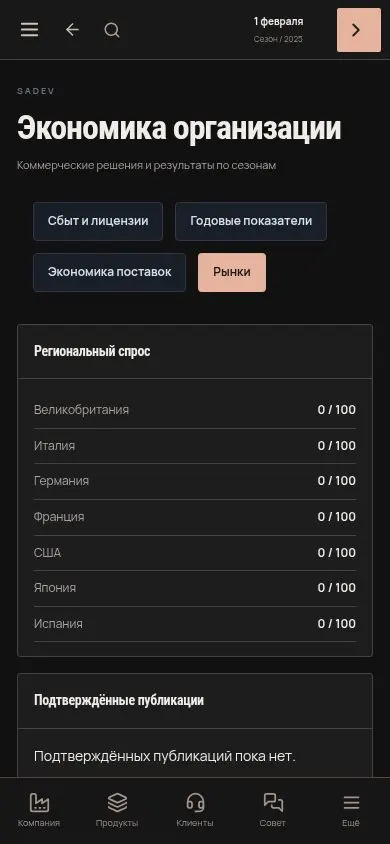 1 февраля
Сезон / 2025
SADEV
Экономика организации
Коммерческие решения и результаты по сезонам
Сбыт и лицензии
Годовые показатели
Экономика поставок
Рынки
Региональный спрос
Великобритания 0 / 100
Италия 0 / 100
Германия 0 / 100
Франция 0 / 100
США 0 / 100
Япония 0 / 100
Испания 0 / 100
Подтверждённые публикации
Подтверждённых публикаций пока нет.
Компания Продукты Клиенты Совет Ещё